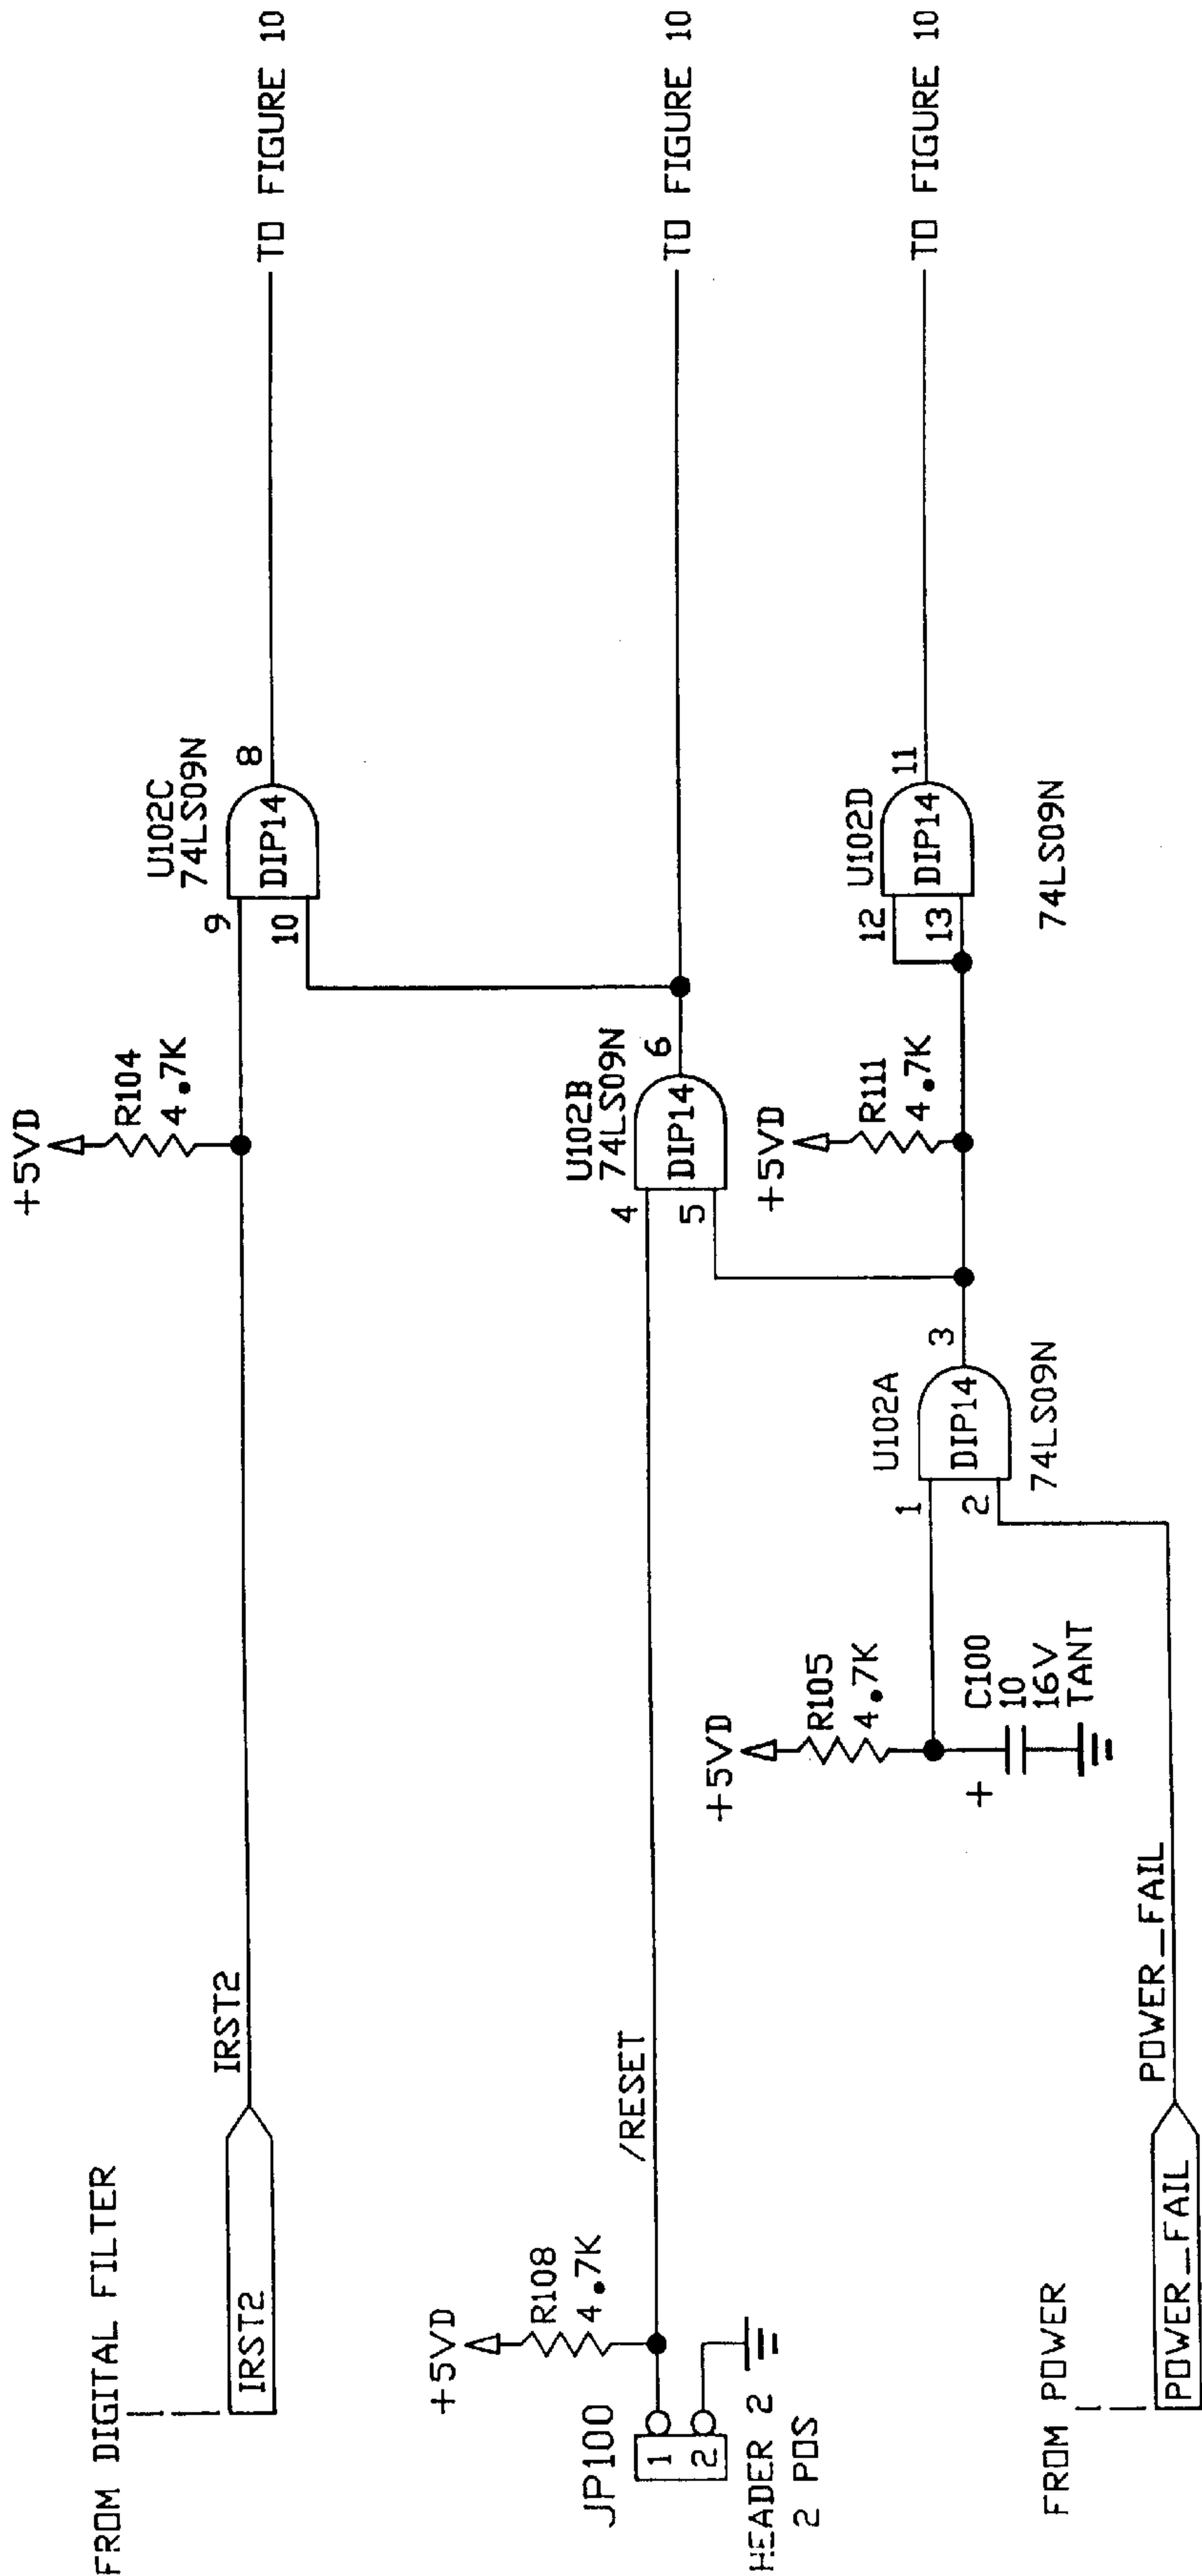 FROM DIGITAL FILTER
IRST2
IRST2
+5VD
R104
4.7K
9
10
U102C
74LS09N
DIP14
8
TO FIGURE 10
JP100
1
2
HEADER 2
2 POS
+5VD
R108
4.7K
/RESET
4
5
U102B
74LS09N
DIP14
6
TO FIGURE 10
+5VD
R105
4.7K
+
C100
10
16V
TANT
1
2
U102A
DIP14
74LS09N
3
+5VD
R111
4.7K
12
13
U102D
DIP14
74LS09N
11
TO FIGURE 10
FROM POWER
POWER_FAIL
POWER_FAIL